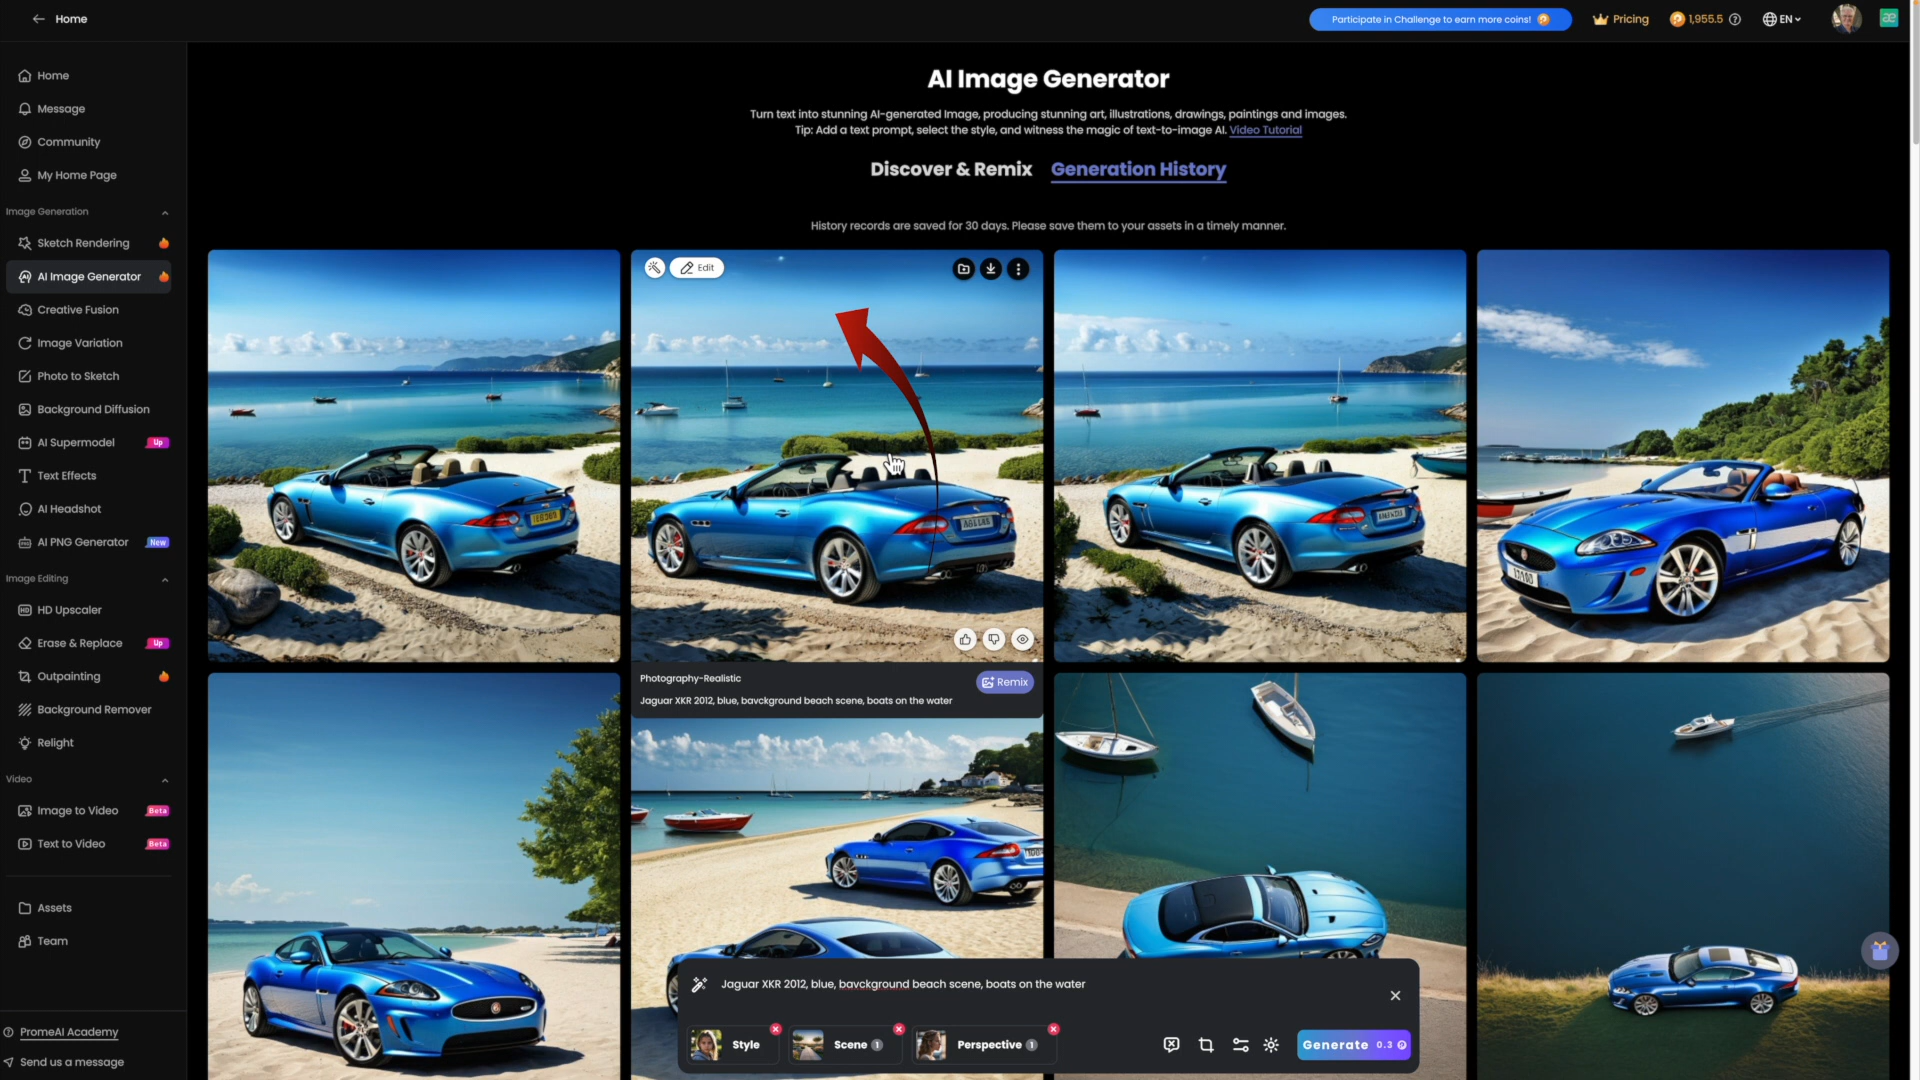 Home
Participate in Challenge to earn more coins!
Pricing
1,955.5
EN
Home
Message
Community
My Home Page
Image Generation
Sketch Rendering
AI Image Generator
Creative Fusion
Image Variation
Photo to Sketch
Background Diffusion
AI Supermodel Up
Text Effects
AI Headshot
AI PNG Generator New
Image Editing
HD Upscaler
Erase & Replace Up
Outpainting
Background Remover
Relight
Video
Image to Video Beta
Text to Video Beta
Assets
Team
PromeAI Academy
Send us a message
AI Image Generator
Turn text into stunning AI-generated Image, producing stunning art, illustrations, drawings, paintings and images.
Tip: Add a text prompt, select the style, and witness the magic of text-to-image AI. Video Tutorial
Discover & Remix Generation History
History records are saved for 30 days. Please save them to your assets in a timely manner.
Edit
Photography-Realistic
Remix
Jaguar XKR 2012, blue, bavckground beach scene, boats on the water
Jaguar XKR 2012, blue, bavckground beach scene, boats on the water
Style
Scene 1
Perspective 1
Generate 0.3